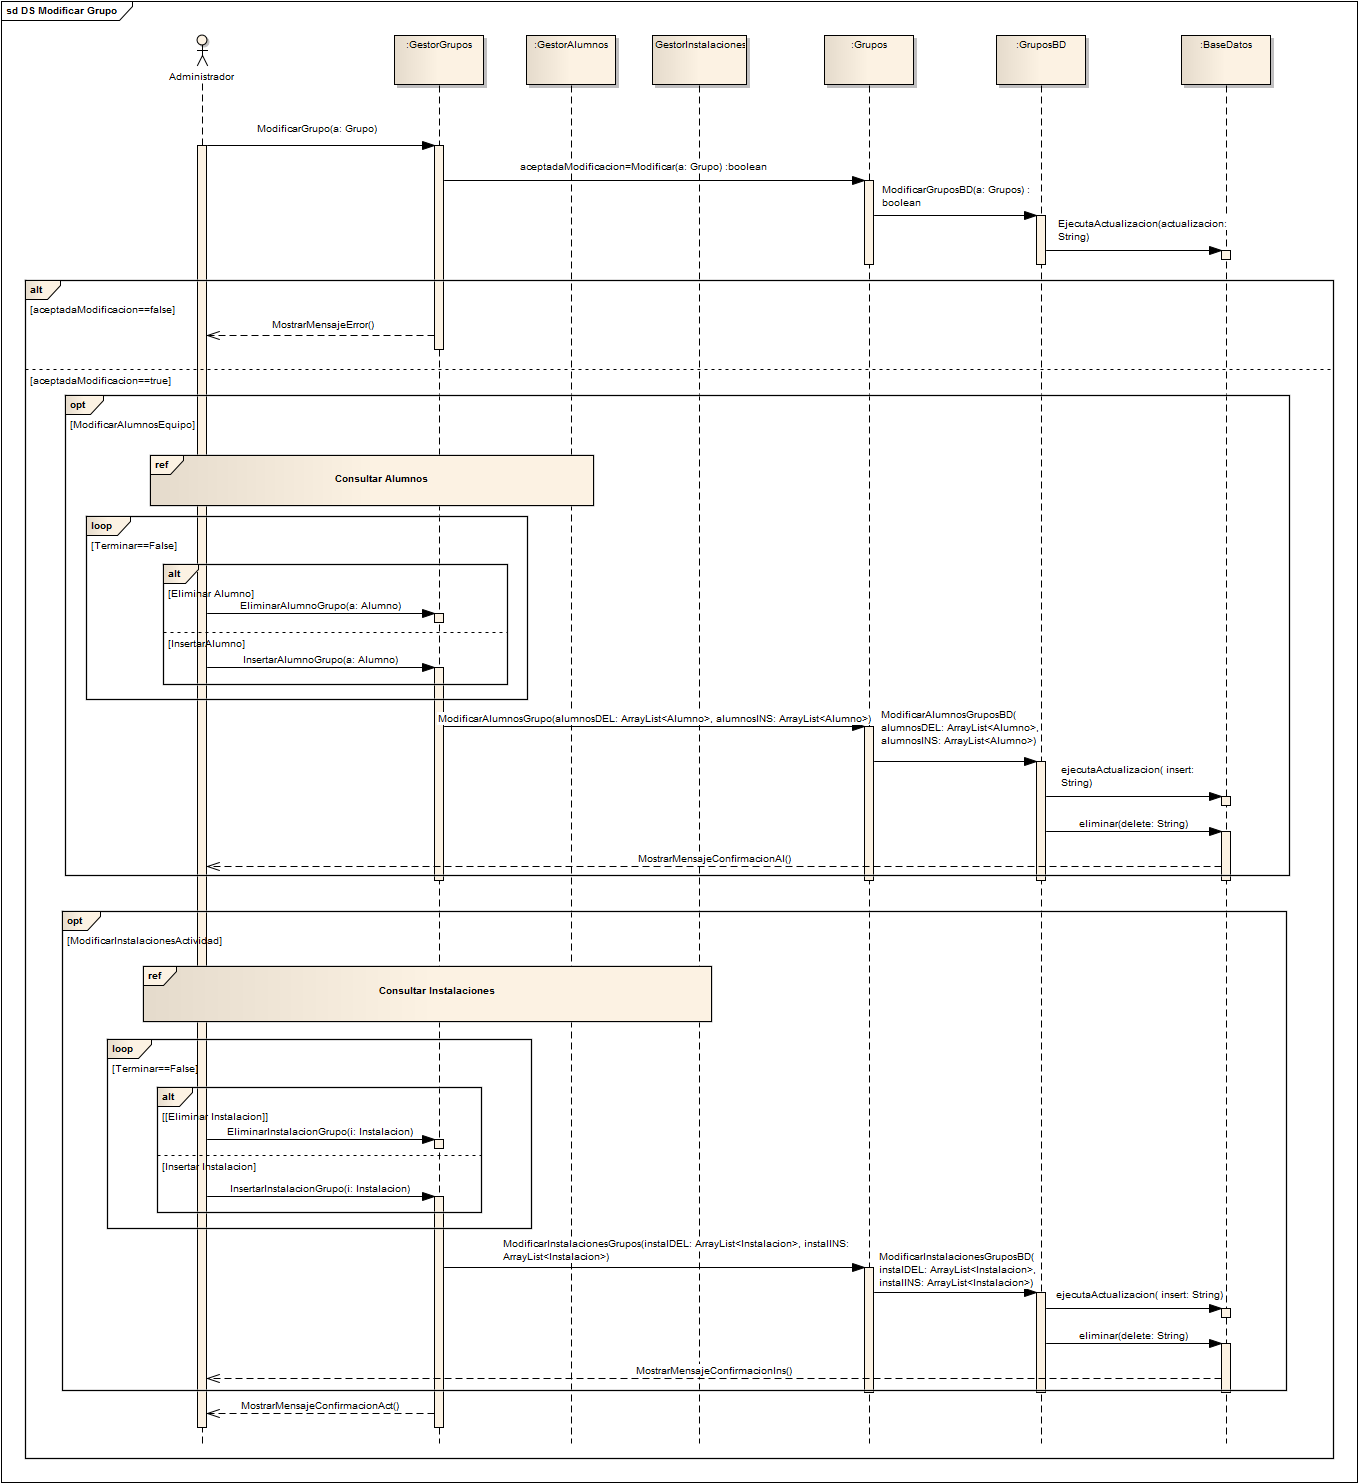 sd DS Modificar Grupo
Administrador
:GestorGrupos
:GestorAlumnos
GestorInstalaciones
:Grupos
:GruposBD
:BaseDatos
ModificarGrupo(a: Grupo)
aceptadaModificacion=Modificar(a: Grupo) :boolean
ModificarGruposBD(a: Grupos) :
boolean
EjecutaActualizacion(actualizacion:
String)
alt
[aceptadaModificacion==false]
MostrarMensajeError()
[aceptadaModificacion==true]
opt
[ModificarAlumnosEquipo]
ref
Consultar Alumnos
loop
[Terminar==False]
alt
[Eliminar Alumno]
EliminarAlumnoGrupo(a: Alumno)
[InsertarAlumno]
InsertarAlumnoGrupo(a: Alumno)
ModificarAlumnosGrupo(alumnosDEL: ArrayList<Alumno>, alumnosINS: ArrayList<Alumno>)
ModificarAlumnosGruposBD(
alumnosDEL: ArrayList<Alumno>,
alumnosINS: ArrayList<Alumno>)
ejecutaActualizacion( insert:
String)
eliminar(delete: String)
MostrarMensajeConfirmacionAl()
opt
[ModificarInstalacionesActividad]
ref
Consultar Instalaciones
loop
[Terminar==False]
alt
[[Eliminar Instalacion]]
EliminarInstalacionGrupo(i: Instalacion)
[Insertar Instalacion]
InsertarInstalacionGrupo(i: Instalacion)
ModificarInstalacionesGrupos(instalDEL: ArrayList<Instalacion>, instalINS:
ArrayList<Instalacion>)
ModificarInstalacionesGruposBD(
instalDEL: ArrayList<Instalacion>,
instalINS: ArrayList<Instalacion>)
ejecutaActualizacion( insert: String)
eliminar(delete: String)
MostrarMensajeConfirmacionIns()
MostrarMensajeConfirmacionAct()